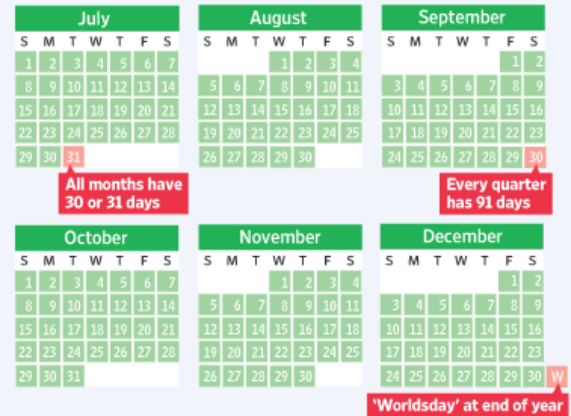 July
S M T W T F S
1 2 3 4 5 6 7
8 9 10 11 12 13 14
15 16 17 18 19 20 21
22 23 24 25 26 27 28
29 30 31
All months have
30 or 31 days
August
S M T W T F S
1 2 3 4
5 6 7 8 9 10 11
12 13 14 15 16 17 18
19 20 21 22 23 24 25
26 27 28 29 30
September
S M T W T F S
1 2
3 4 5 6 7 8 9
10 11 12 13 14 15 16
17 18 19 20 21 22 23
24 25 26 27 28 29 30
Every quarter
has 91 days
October
S M T W T F S
1 2 3 4 5 6 7
8 9 10 11 12 13 14
15 16 17 18 19 20 21
22 23 24 25 26 27 28
29 30 31
November
S M T W T F S
1 2 3 4
5 6 7 8 9 10 11
12 13 14 15 16 17 18
19 20 21 22 23 24 25
26 27 28 29 30
December
S M T W T F S
1 2
3 4 5 6 7 8 9
10 11 12 13 14 15 16
17 18 19 20 21 22 23
24 25 26 27 28 29 30 W
'Worldsday' at end of year